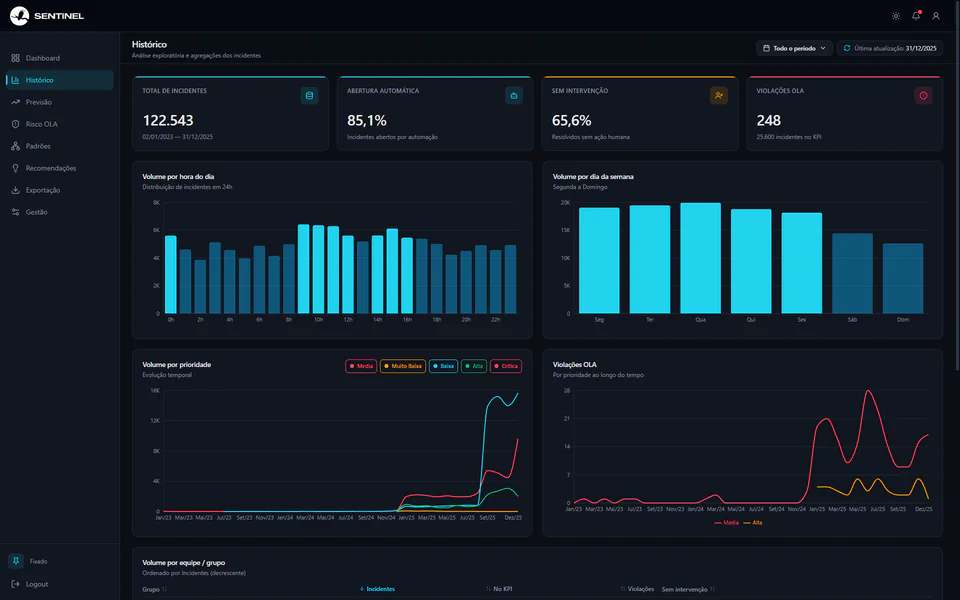 SENTINEL
Dashboard
Histórico
Previsão
Risco OLA
Padrões
Recomendações
Exportação
Gestão
Fixado
Logout
Histórico
Análise exploratória e agregações dos incidentes
Todo o período
Última atualização: 31/12/2025
TOTAL DE INCIDENTES
122.543
02/01/2023 — 31/12/2025
ABERTURA AUTOMÁTICA
85,1%
Incidentes abertos por automação
SEM INTERVENÇÃO
65,6%
Resolvidos sem ação humana
VIOLAÇÕES OLA
248
25.600 incidentes no KPI
Volume por hora do dia
Distribuição de incidentes em 24h
8K
6K
4K
2K
0
0h 2h 4h 6h 8h 10h 12h 14h 16h 18h 20h 22h
Volume por dia da semana
Segunda a Domingo
20K
15K
10K
5K
0
Seg Ter Qua Qui Sex Sáb Dom
Volume por prioridade
Evolução temporal
Media Muito Baixa Baixa Alta Critica
16K
12K
8K
4K
0
Jan/23 Mar/23 Mai/23 Jul/23 Set/23 Nov/23 Jan/24 Mar/24 Mai/24 Jul/24 Set/24 Nov/24 Jan/25 Mar/25 Mai/25 Jul/25 Set/25 Dez/25
Violações OLA
Por prioridade ao longo do tempo
28
21
14
7
0
Jan/23 Mar/23 Mai/23 Jul/23 Set/23 Nov/23 Jan/24 Mar/24 Mai/24 Jul/24 Set/24 Nov/24 Jan/25 Mar/25 Mai/25 Jul/25 Set/25 Dez/25
Media Alta
Volume por equipe / grupo
Ordenado por Incidentes (decrescente)
Grupo ↑↓ ↓ Incidentes ↑↓ No KPI ↑↓ Violações Sem intervenção ↑↓